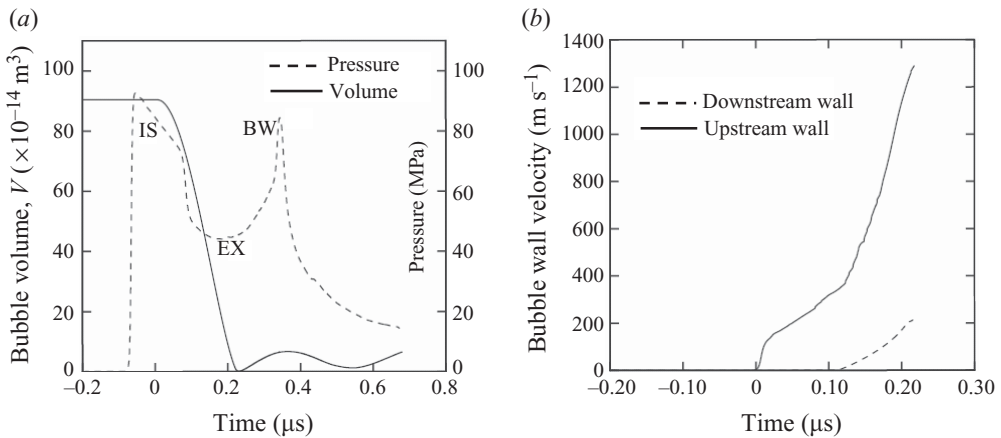 (a)
100
80
60
40
20
0
Bubble volume, V (×10⁻¹⁴ m³)
Pressure
Volume
IS
BW
EX
100
80
60
40
20
0
Pressure (MPa)
–0.2 0 0.2 0.4 0.6 0.8
Time (μs)
(b)
1400
1200
1000
800
600
400
200
0
Bubble wall velocity (m s⁻¹)
Downstream wall
Upstream wall
–0.20 –0.10 0.00 0.10 0.20 0.30
Time (μs)